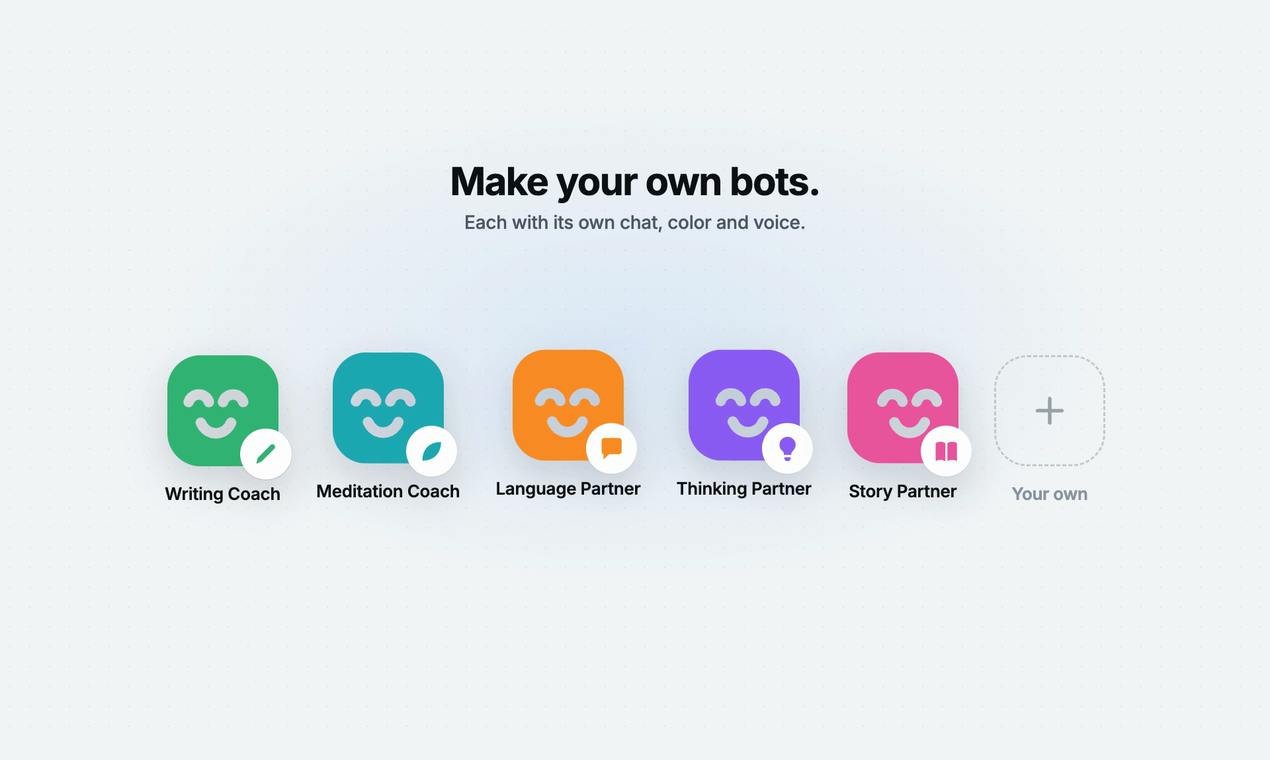 Make your own bots.
Each with its own chat, color and voice.
Writing Coach
Meditation Coach
Language Partner
Thinking Partner
Story Partner
Your own